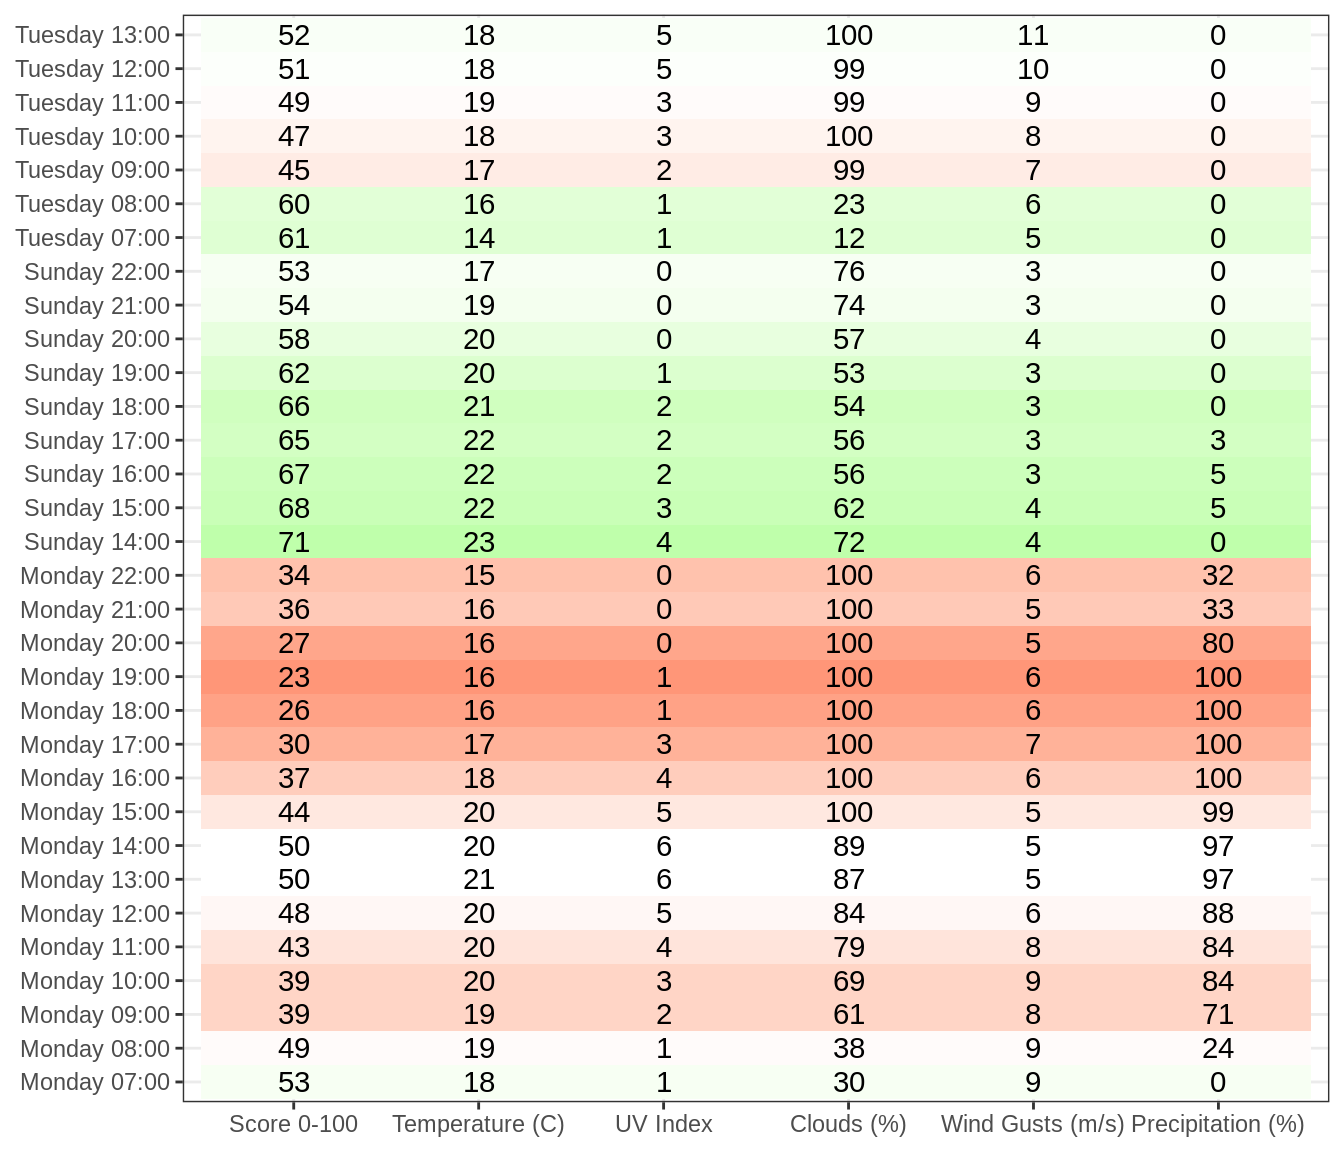 Tuesday 13:00 52 18 5 100 11 0
Tuesday 12:00 51 18 5 99 10 0
Tuesday 11:00 49 19 3 99 9 0
Tuesday 10:00 47 18 3 100 8 0
Tuesday 09:00 45 17 2 99 7 0
Tuesday 08:00 60 16 1 23 6 0
Tuesday 07:00 61 14 1 12 5 0
Sunday 22:00 53 17 0 76 3 0
Sunday 21:00 54 19 0 74 3 0
Sunday 20:00 58 20 0 57 4 0
Sunday 19:00 62 20 1 53 3 0
Sunday 18:00 66 21 2 54 3 0
Sunday 17:00 65 22 2 56 3 3
Sunday 16:00 67 22 2 56 3 5
Sunday 15:00 68 22 3 62 4 5
Sunday 14:00 71 23 4 72 4 0
Monday 22:00 34 15 0 100 6 32
Monday 21:00 36 16 0 100 5 33
Monday 20:00 27 16 0 100 5 80
Monday 19:00 23 16 1 100 6 100
Monday 18:00 26 16 1 100 6 100
Monday 17:00 30 17 3 100 7 100
Monday 16:00 37 18 4 100 6 100
Monday 15:00 44 20 5 100 5 99
Monday 14:00 50 20 6 89 5 97
Monday 13:00 50 21 6 87 5 97
Monday 12:00 48 20 5 84 6 88
Monday 11:00 43 20 4 79 8 84
Monday 10:00 39 20 3 69 9 84
Monday 09:00 39 19 2 61 8 71
Monday 08:00 49 19 1 38 9 24
Monday 07:00 53 18 1 30 9 0
Score 0-100 Temperature (C) UV Index Clouds (%) Wind Gusts (m/s) Precipitation (%)